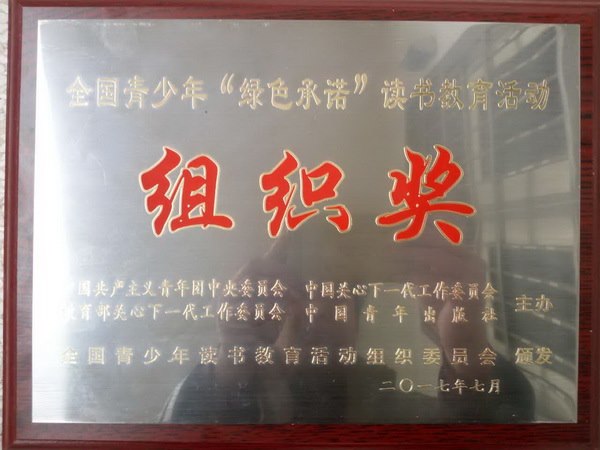 全国青少年“绿色承诺”读书教育活动
组织奖
中国共产主义青年团中央委员会 中国关心下一代工作委员会
教育部关心下一代工作委员会 中国青年出版社 主办
全国青少年读书教育活动组织委员会 颁发
二〇一七年七月